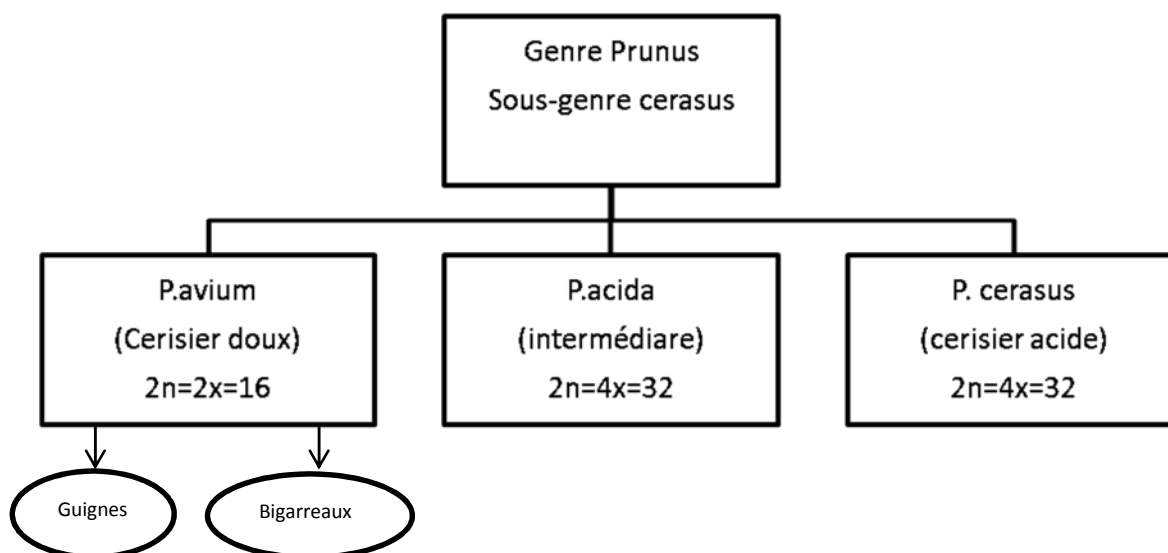 Genre Prunus
Sous-genre cerasus
P.avium
(Cerisier doux)
2n=2x=16
P.acida
(intermédiare)
2n=4x=32
P. cerasus
(cerisier acide)
2n=4x=32
Guignes
Bigarreaux